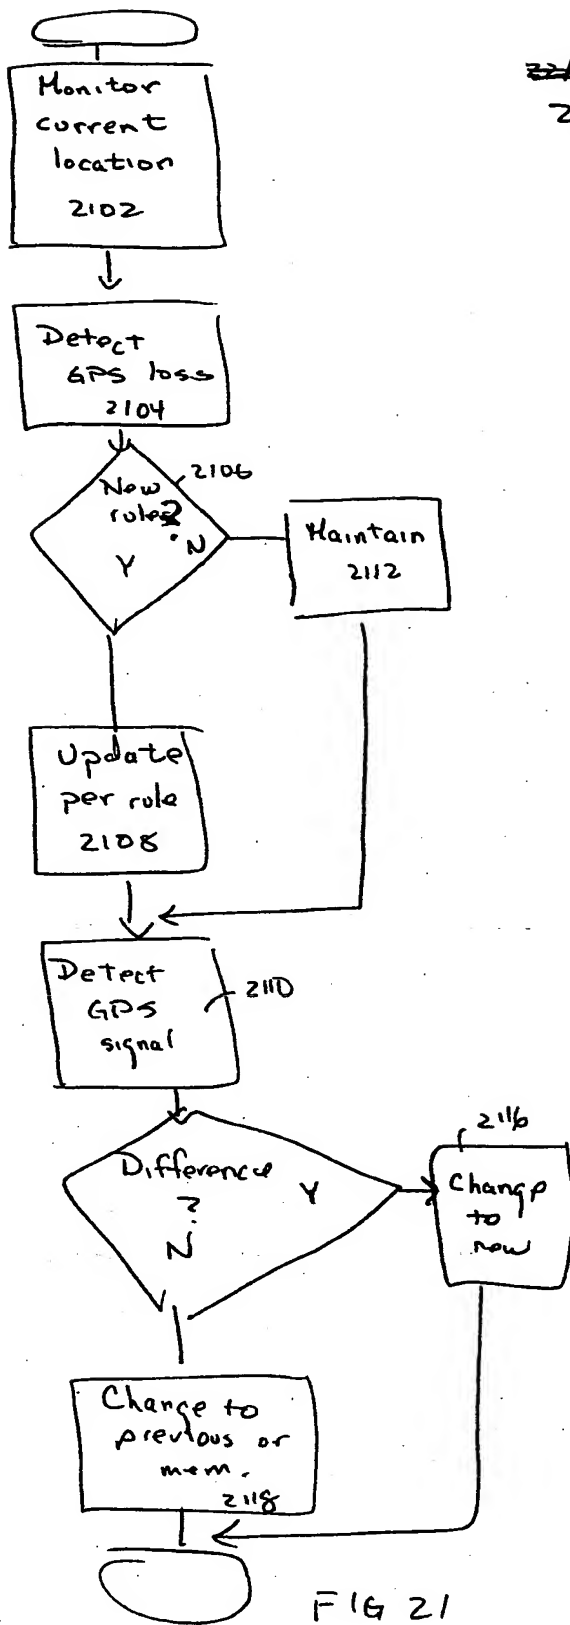 2
Monitor
current
location
2102
Detect
GPS loss
2104
2106
New
rules?
N
Y
Maintain
2112
Update
per rule
2108
Detect
GPS
signal
2110
Difference
?
Y
N
2116
Change
to
new
Change to
previous or
mem.
2118
FIG 21